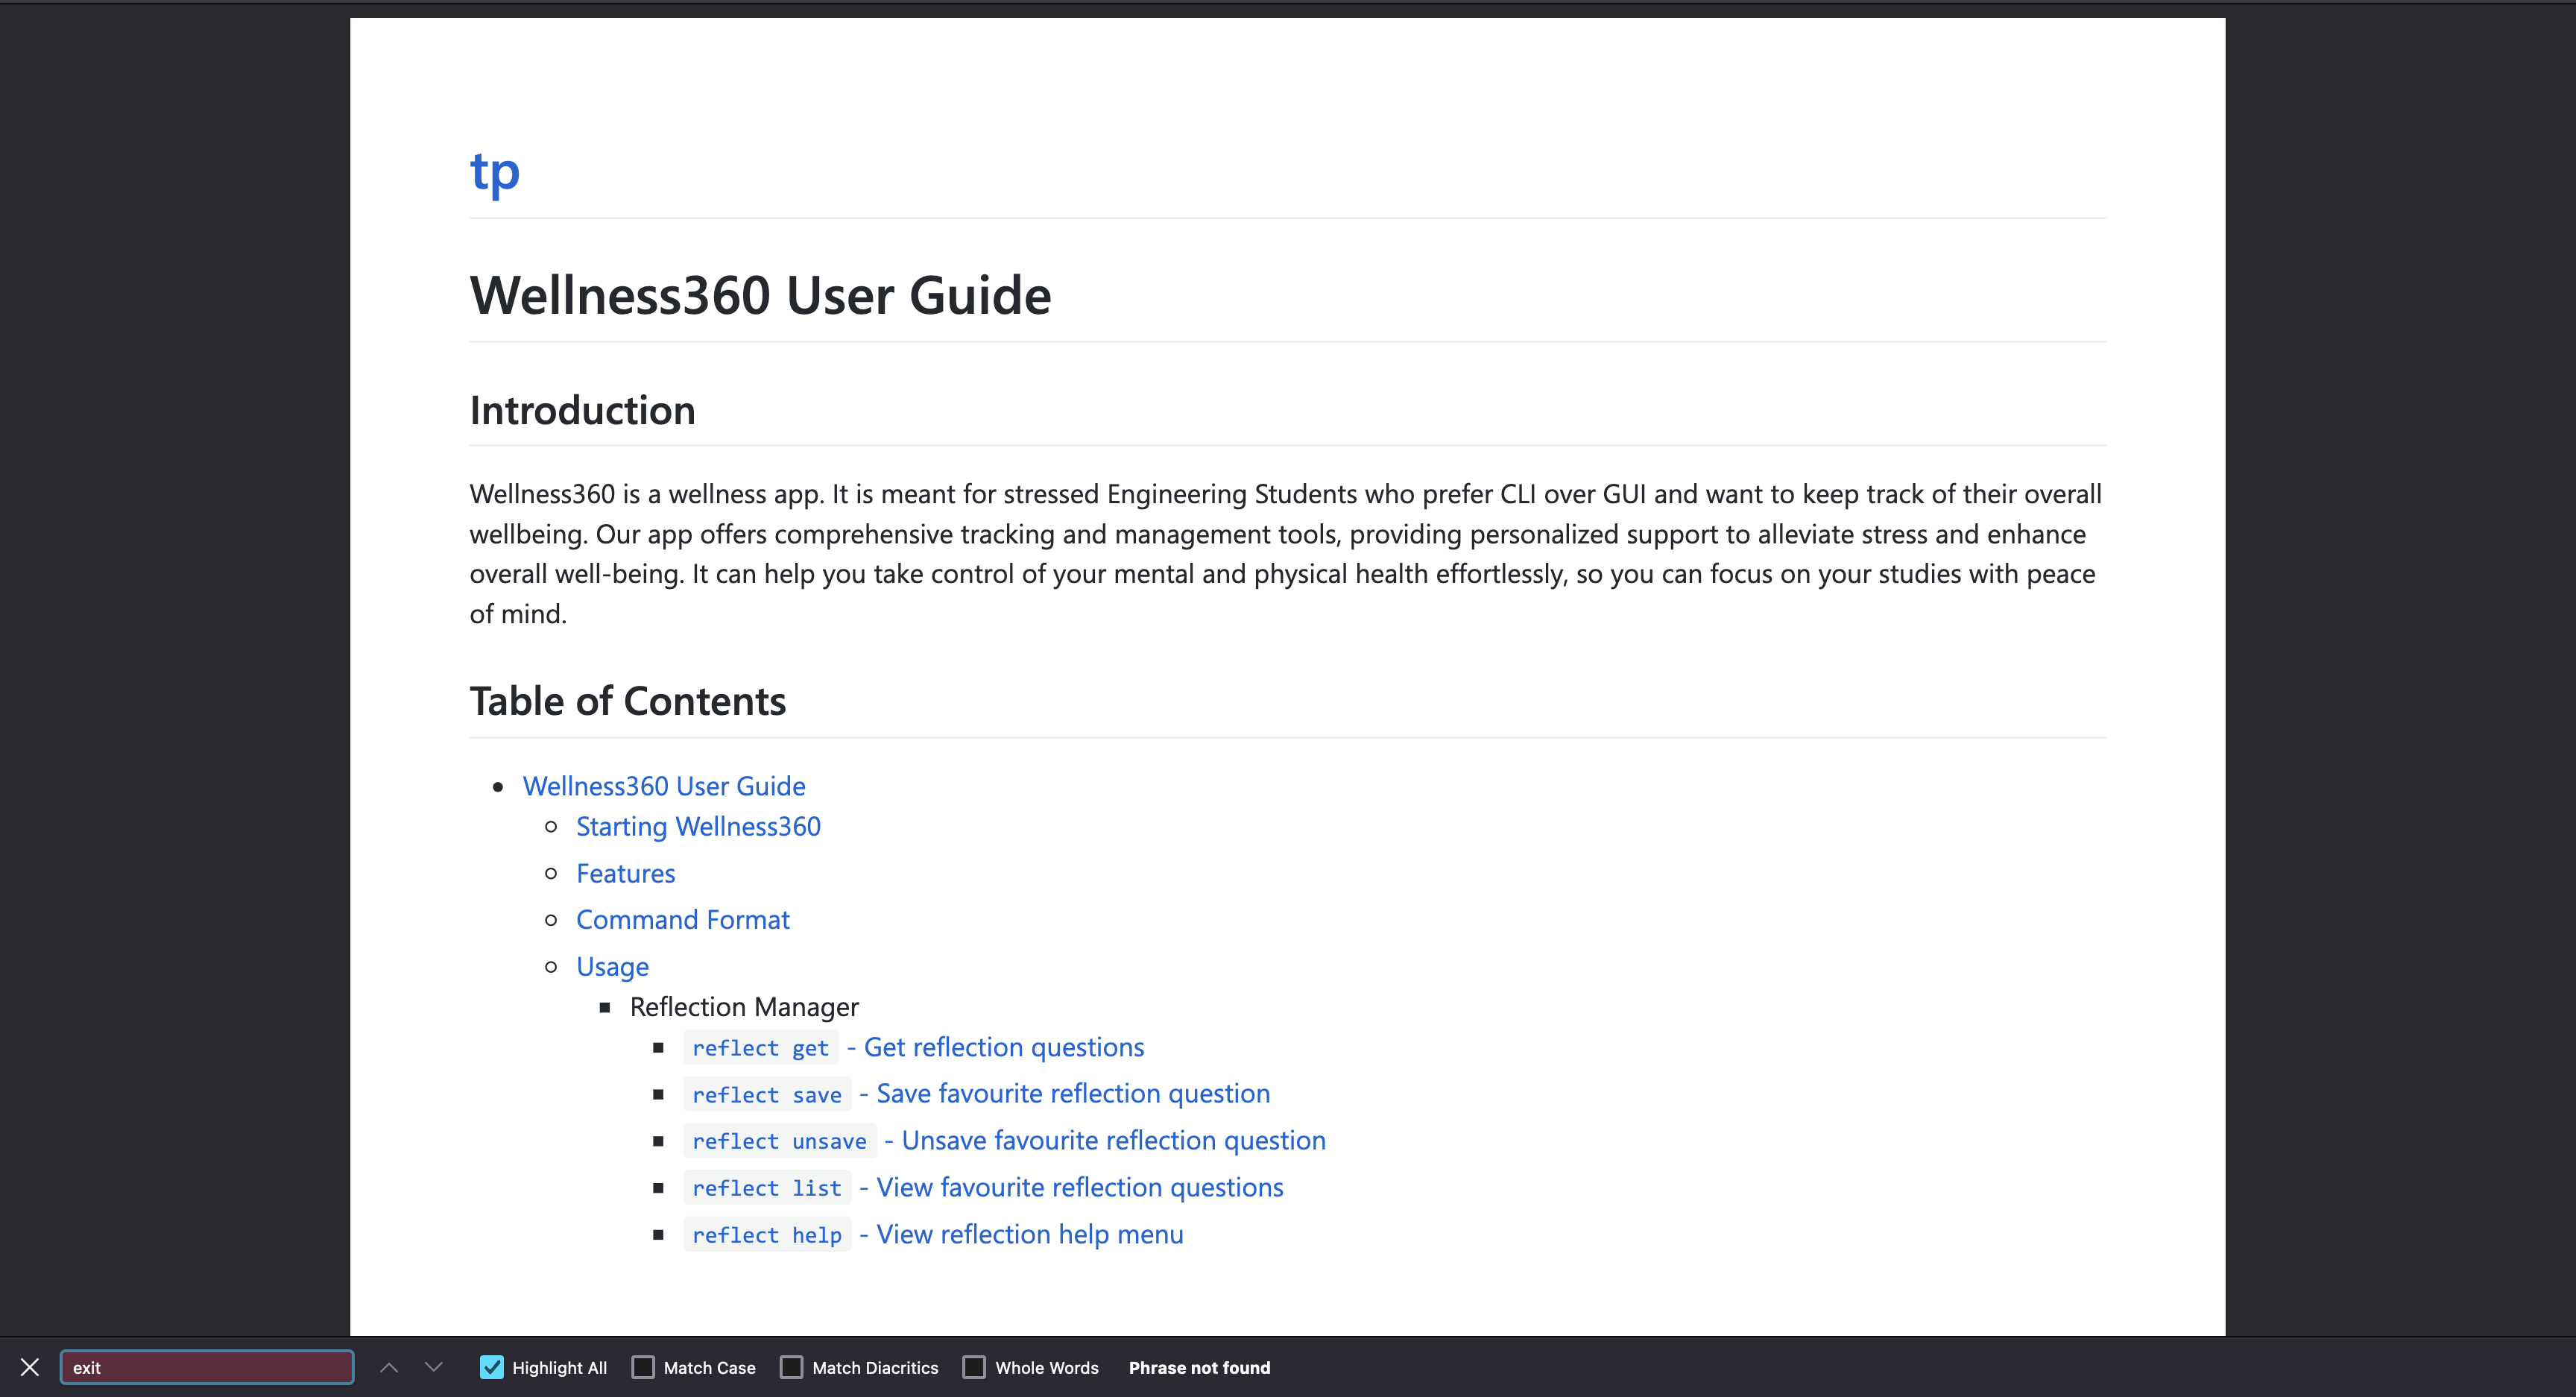 tp
Wellness360 User Guide
Introduction
Wellness360 is a wellness app. It is meant for stressed Engineering Students who prefer CLI over GUI and want to keep track of their overall
wellbeing. Our app offers comprehensive tracking and management tools, providing personalized support to alleviate stress and enhance
overall well-being. It can help you take control of your mental and physical health effortlessly, so you can focus on your studies with peace
of mind.
Table of Contents
Wellness360 User Guide
Starting Wellness360
Features
Command Format
Usage
Reflection Manager
reflect get - Get reflection questions
reflect save - Save favourite reflection question
reflect unsave - Unsave favourite reflection question
reflect list - View favourite reflection questions
reflect help - View reflection help menu
exit Highlight All Match Case Match Diacritics Whole Words Phrase not found